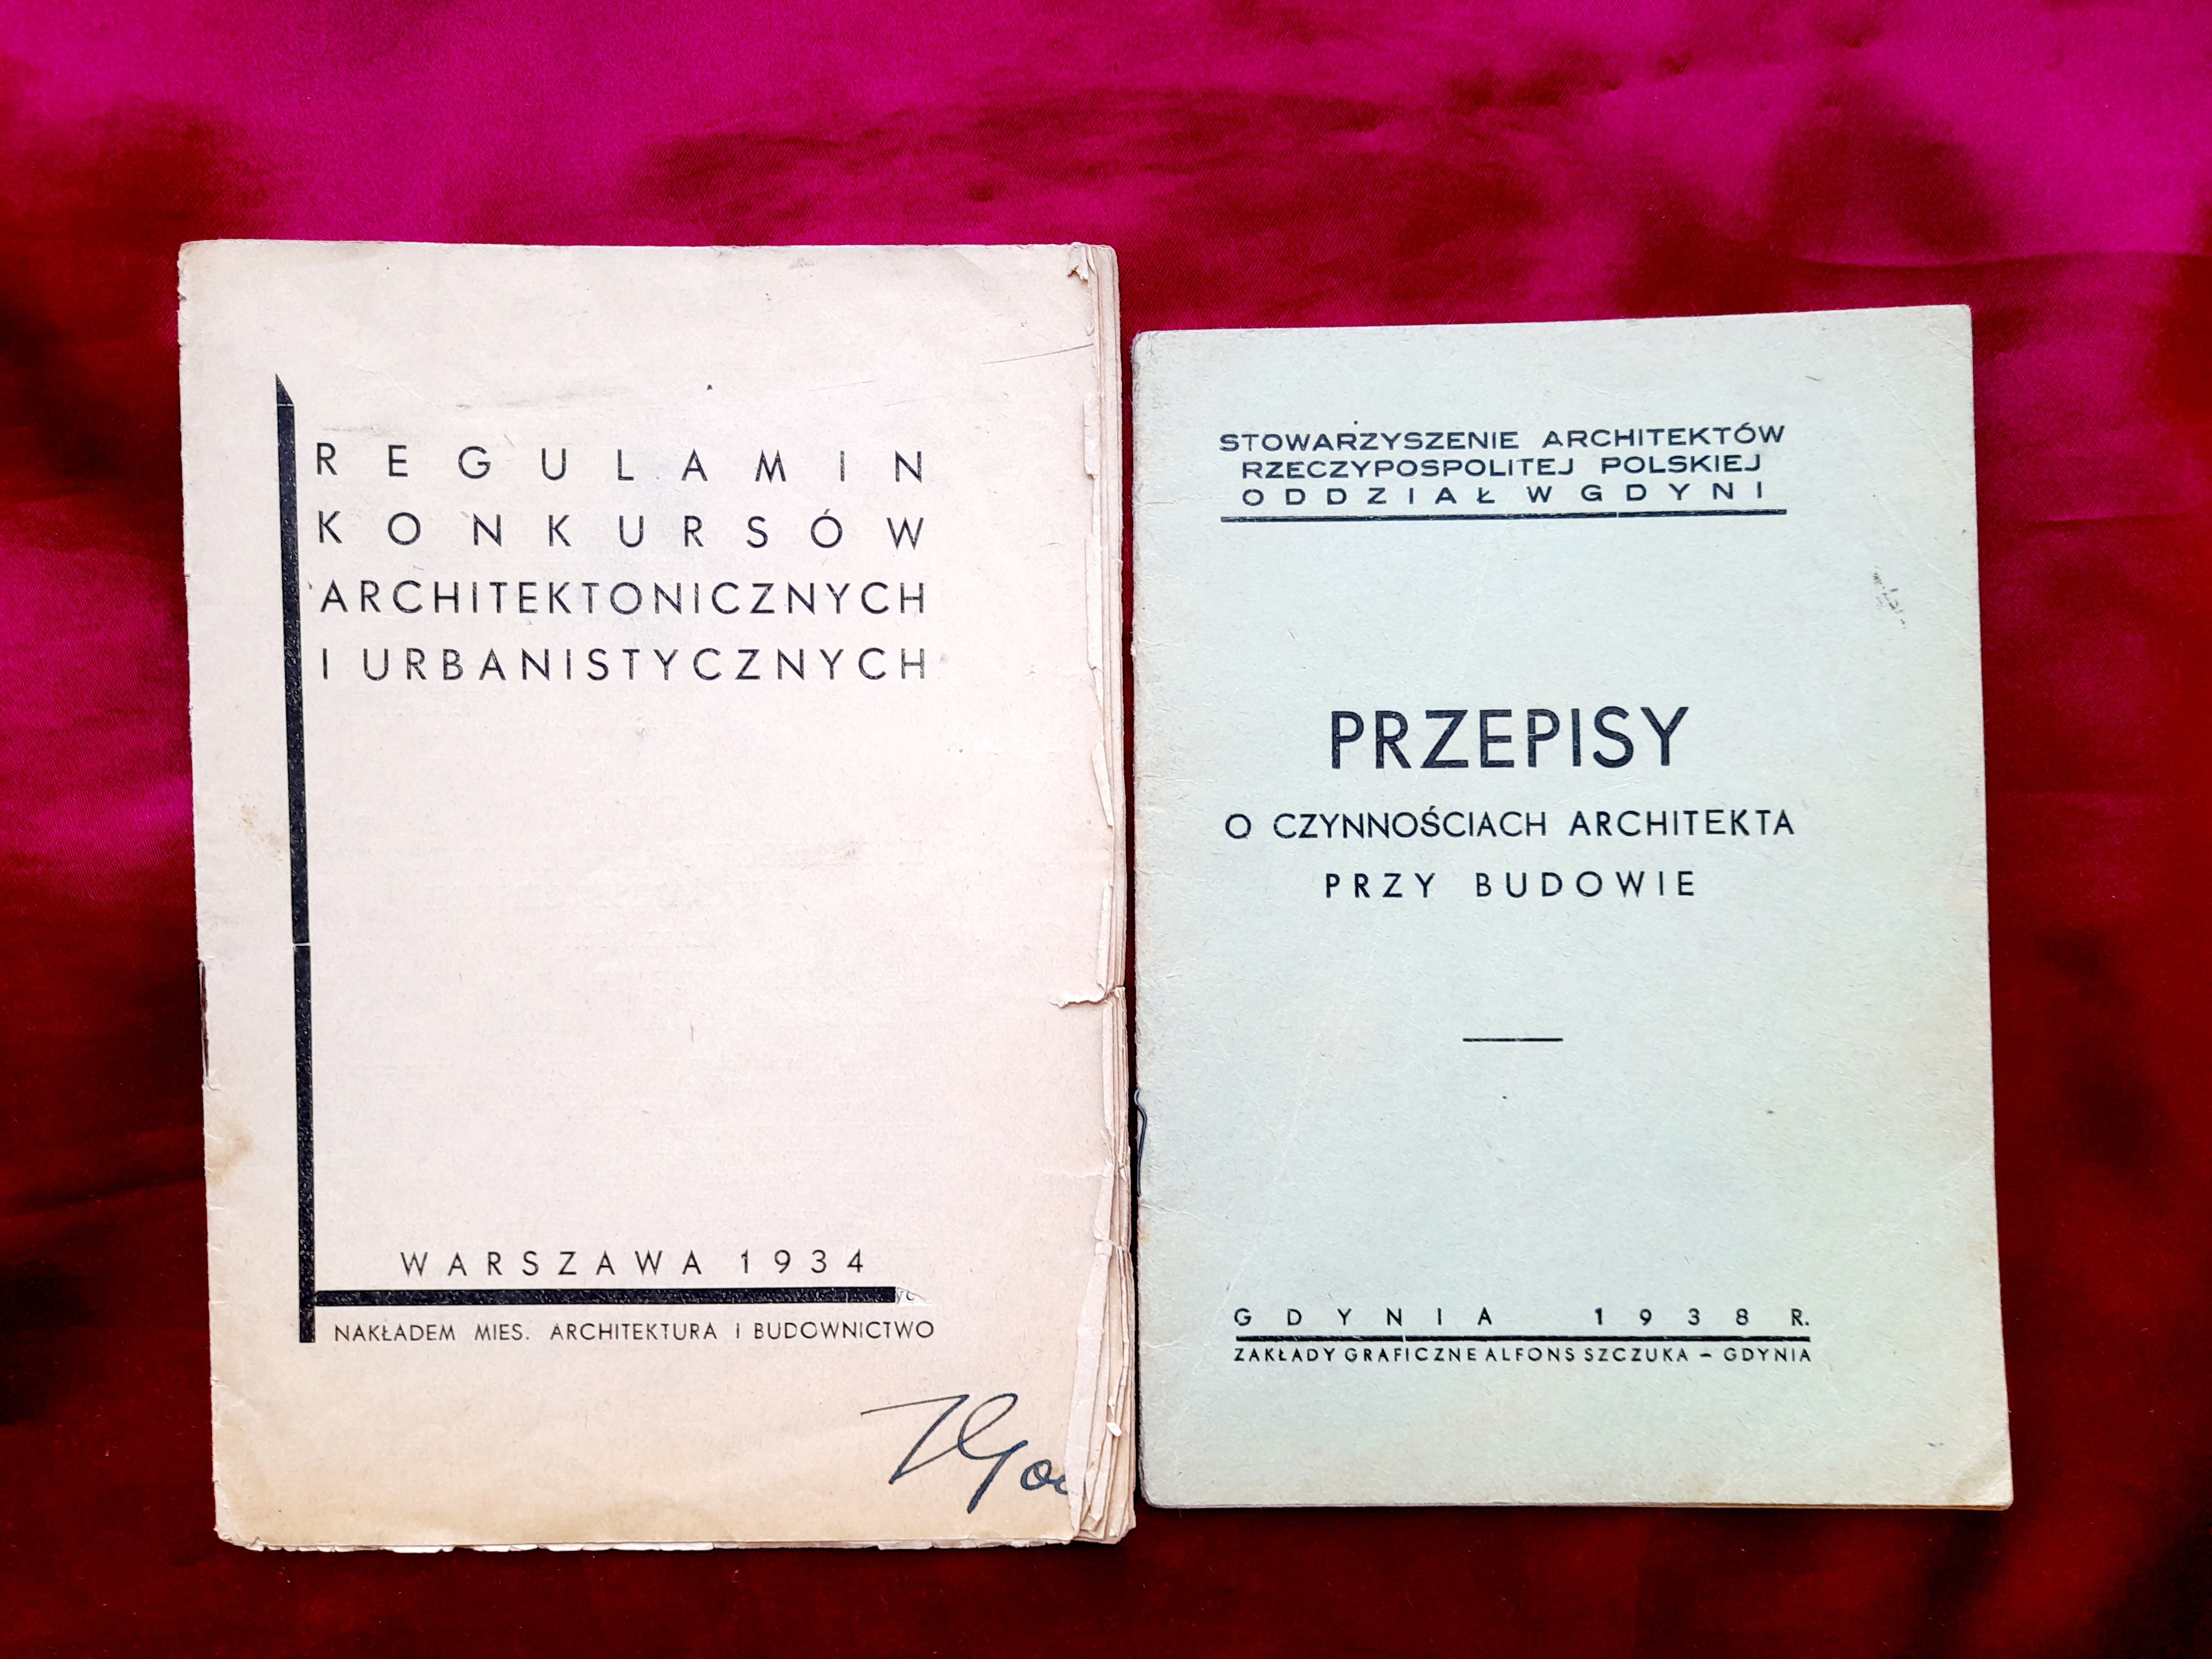 REGULAMIN
KONKURSÓW
ARCHITEKTONICZNYCH
I URBANISTYCZNYCH
WARSZAWA 1934
NAKŁADEM MIES. ARCHITEKTURA I BUDOWNICTWO
STOWARZYSZENIE ARCHITEKTÓW
RZECZYPOSPOLITEJ POLSKIEJ
ODDZIAŁ W GDYNI
PRZEPISY
O CZYNNOŚCIACH ARCHITEKTA
PRZY BUDOWIE
GDYNIA 1938 R.
ZAKŁADY GRAFICZNE ALFONS SZCZUKA – GDYNIA